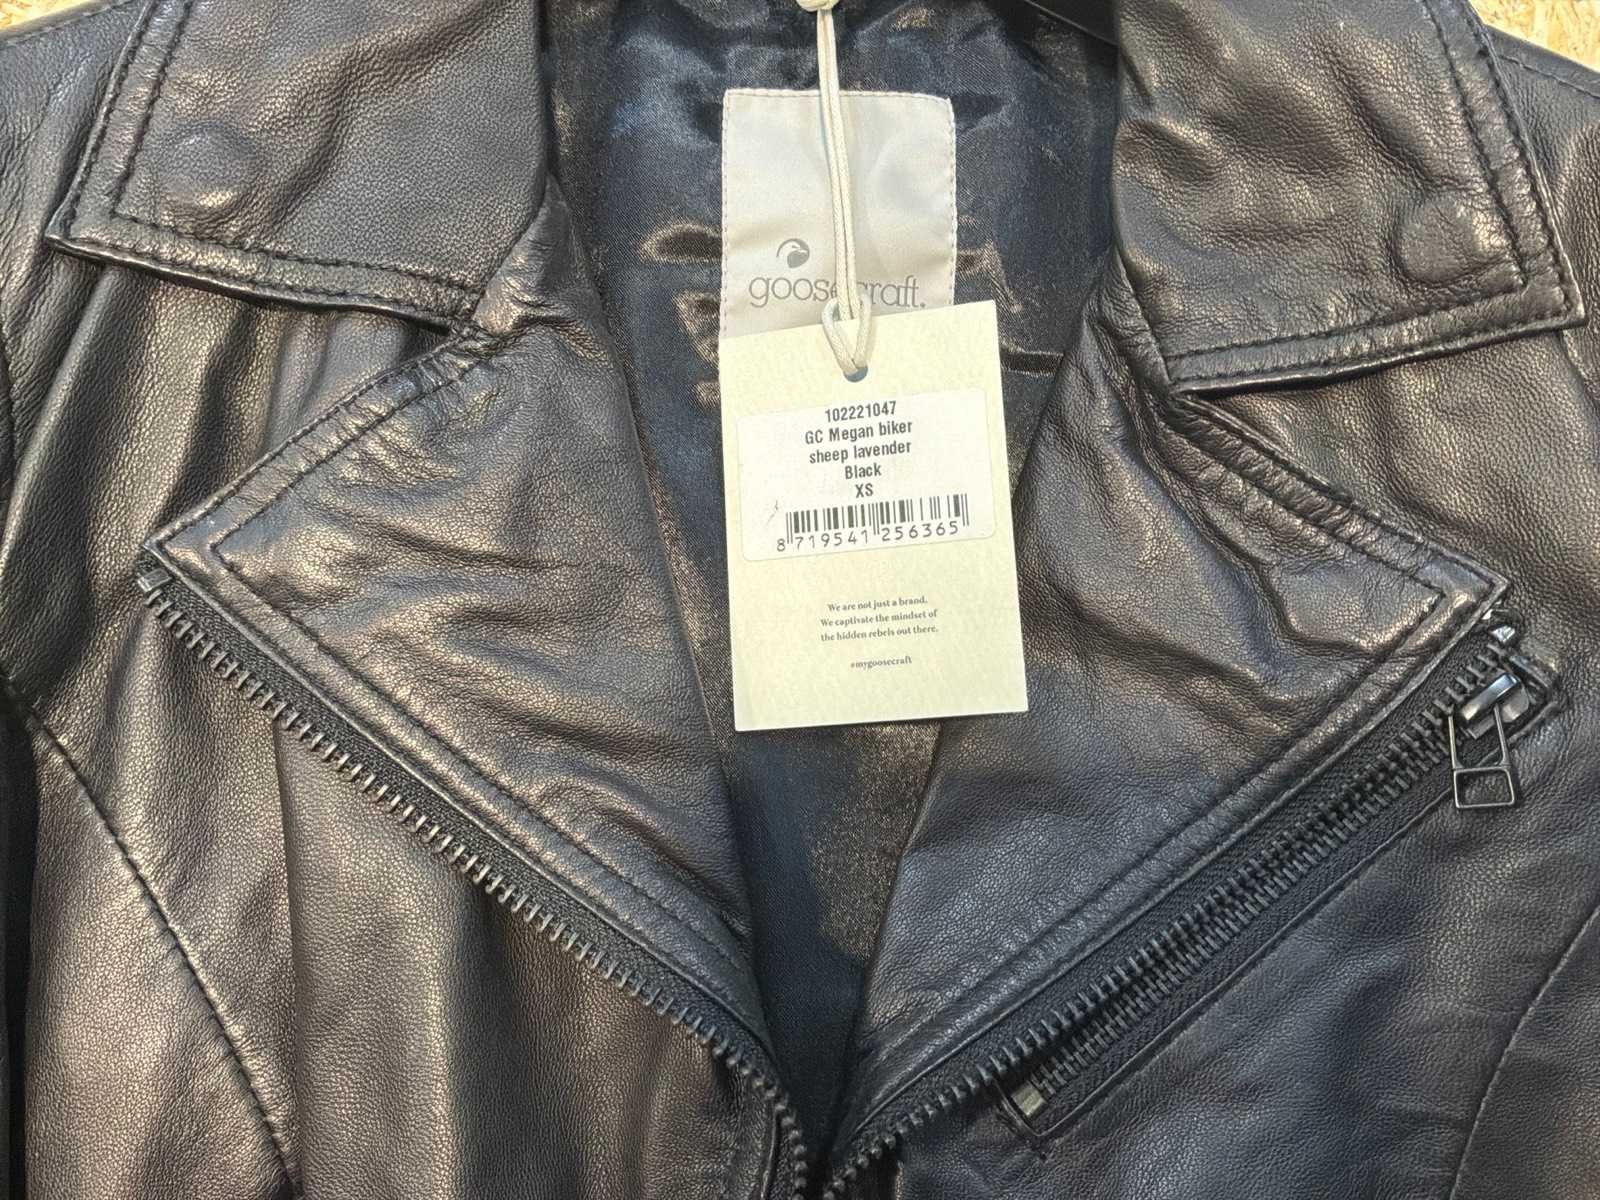 goosecraft.
102221047
GC Megan biker
sheep lavender
Black
XS
8 719541 256365
We are not just a brand.
We captivate the mindset of
the hidden rebels out there.
#mygoosecraft